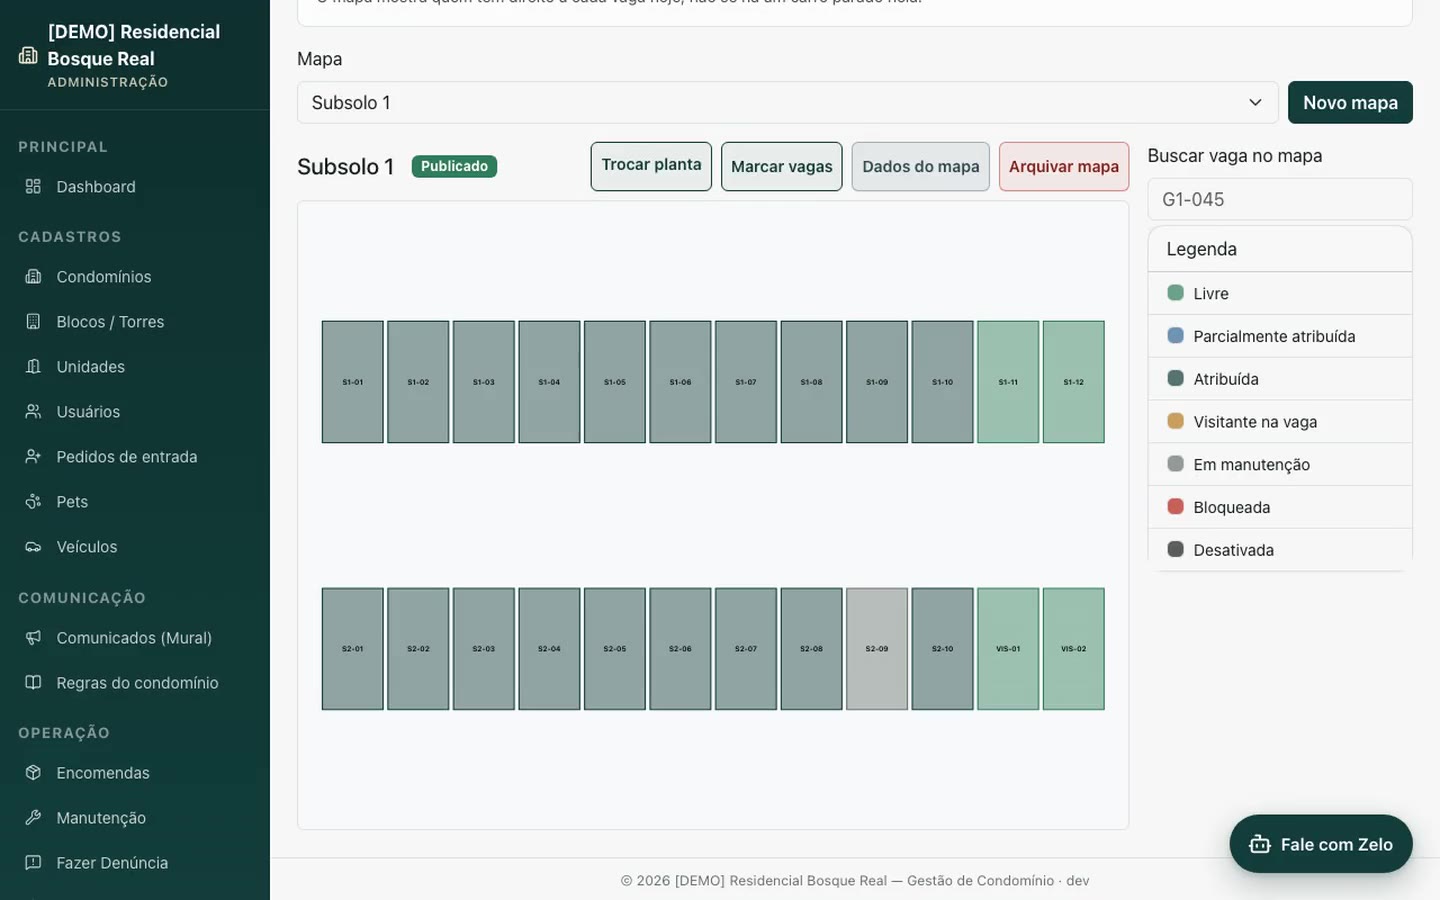 [DEMO] Residencial
Bosque Real
ADMINISTRAÇÃO
PRINCIPAL
Dashboard
CADASTROS
Condomínios
Blocos / Torres
Unidades
Usuários
Pedidos de entrada
Pets
Veículos
COMUNICAÇÃO
Comunicados (Mural)
Regras do condomínio
OPERAÇÃO
Encomendas
Manutenção
Fazer Denúncia
Mapa
Subsolo 1
Novo mapa
Subsolo 1
Publicado
Trocar planta
Marcar vagas
Dados do mapa
Arquivar mapa
S1-01
S1-02
S1-03
S1-04
S1-05
S1-06
S1-07
S1-08
S1-09
S1-10
S1-11
S1-12
S2-01
S2-02
S2-03
S2-04
S2-05
S2-06
S2-07
S2-08
S2-09
S2-10
VIS-01
VIS-02
Buscar vaga no mapa
G1-045
Legenda
Livre
Parcialmente atribuída
Atribuída
Visitante na vaga
Em manutenção
Bloqueada
Desativada
Fale com Zelo
© 2026 [DEMO] Residencial Bosque Real — Gestão de Condomínio · dev